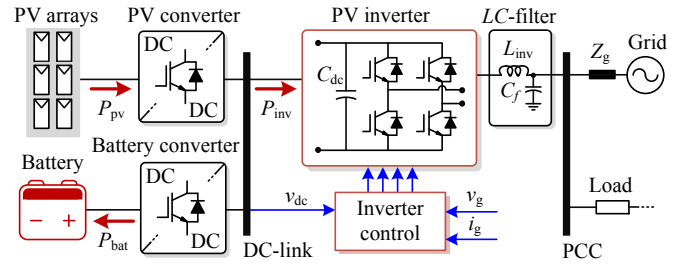 PV arrays
PV converter
PV inverter
LC-filter
DC
DC
C_dc
L_inv
C_f
Z_g
Grid
P_pv
P_inv
Battery
Battery converter
DC
DC
− +
P_bat
v_dc
Inverter
control
v_g
i_g
Load
DC-link
PCC